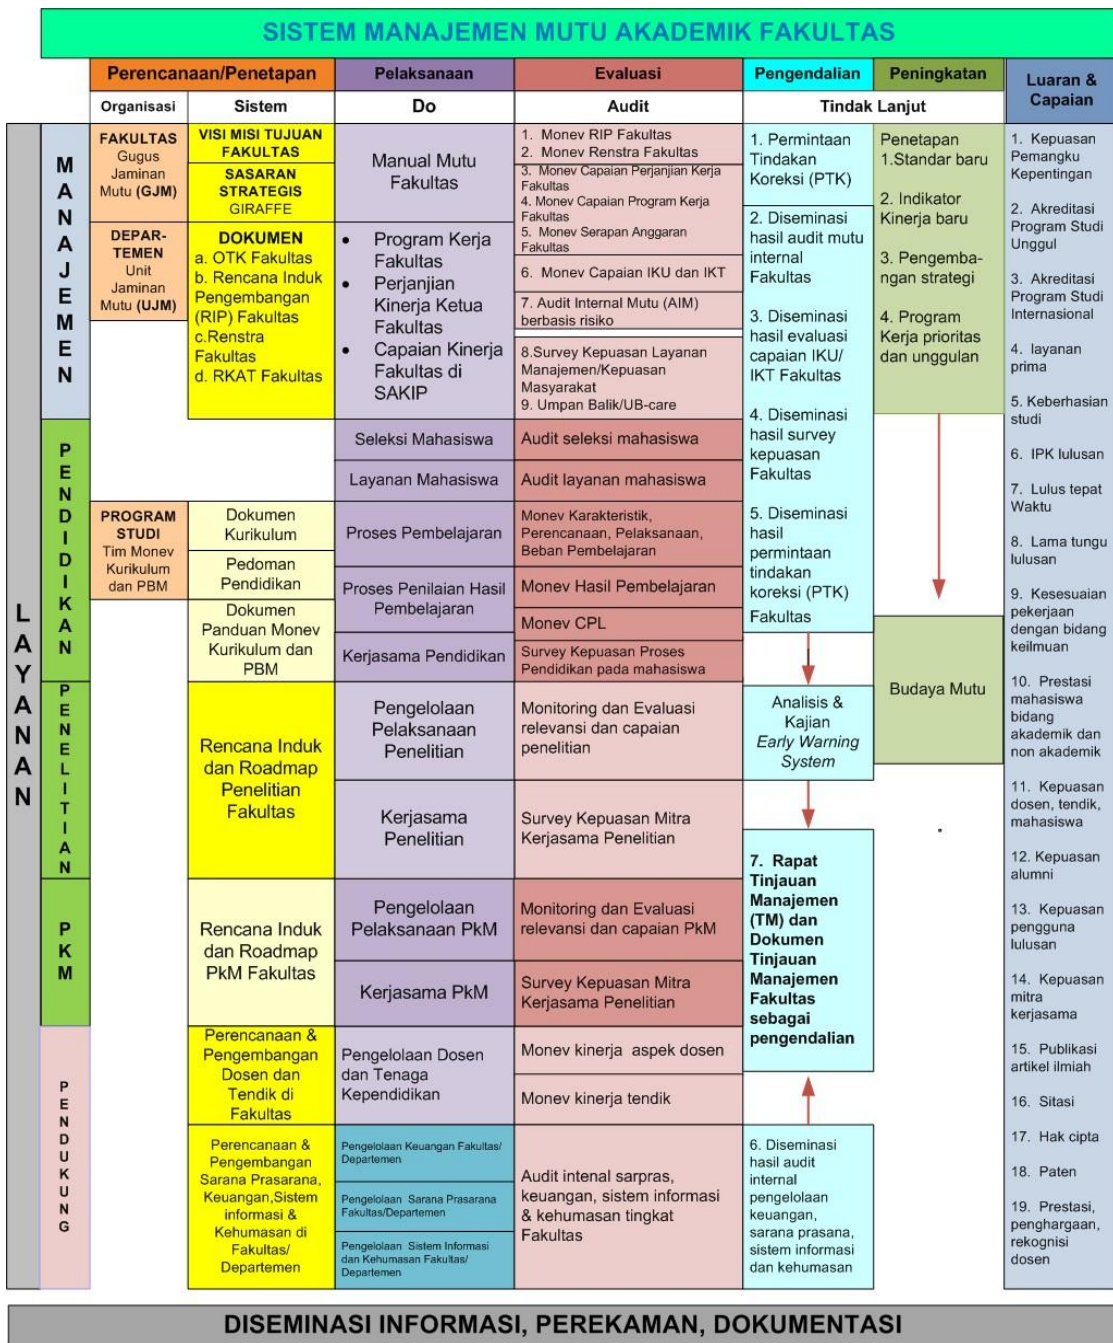 SISTEM MANAJEMEN MUTU AKADEMIK FAKULTAS
Perencanaan/Penetapan
Pelaksanaan
Evaluasi
Pengendalian
Peningkatan
Luaran &
Capaian
Organisasi
Sistem
Do
Audit
Tindak Lanjut
LAYANAN
MANAJEMEN
FAKULTAS
Gugus
Jaminan
Mutu (GJM)
DEPAR-
TEMEN
Unit
Jaminan
Mutu (UJM)
VISI MISI TUJUAN
FAKULTAS
SASARAN
STRATEGIS
GIRAFFE
DOKUMEN
a. OTK Fakultas
b. Rencana Induk
Pengembangan
(RIP) Fakultas
c.Renstra
Fakultas
d. RKAT Fakultas
Manual Mutu
Fakultas
• Program Kerja
Fakultas
• Perjanjian
Kinerja Ketua
Fakultas
• Capaian Kinerja
Fakultas di
SAKIP
1. Monev RIP Fakultas
2. Monev Renstra Fakultas
3. Monev Capaian Perjanjian Kerja
Fakultas
4. Monev Capaian Program Kerja
Fakultas
5. Monev Serapan Anggaran
Fakultas
6. Monev Capaian IKU dan IKT
7. Audit Internal Mutu (AIM)
berbasis risiko
8.Survey Kepuasan Layanan
Manajemen/Kepuasan
Masyarakat
9. Umpan Balik/UB-care
PENDIDIKAN
PROGRAM
STUDI
Tim Monev
Kurikulum
dan PBM
Dokumen
Kurikulum
Pedoman
Pendidikan
Dokumen
Panduan Monev
Kurikulum dan
PBM
Seleksi Mahasiswa
Layanan Mahasiswa
Proses Pembelajaran
Proses Penilaian Hasil
Pembelajaran
Kerjasama Pendidikan
Audit seleksi mahasiswa
Audit layanan mahasiswa
Monev Karakteristik,
Perencanaan, Pelaksanaan,
Beban Pembelajaran
Monev Hasil Pembelajaran
Monev CPL
Survey Kepuasan Proses
Pendidikan pada mahasiswa
PENELITIAN
Rencana Induk
dan Roadmap
Penelitian
Fakultas
Pengelolaan
Pelaksanaan
Penelitian
Kerjasama
Penelitian
Monitoring dan Evaluasi
relevansi dan capaian
penelitian
Survey Kepuasan Mitra
Kerjasama Penelitian
PKM
Rencana Induk
dan Roadmap
PkM Fakultas
Pengelolaan
Pelaksanaan PkM
Kerjasama PkM
Monitoring dan Evaluasi
relevansi dan capaian PkM
Survey Kepuasan Mitra
Kerjasama Penelitian
PENDUKUNG
Perencanaan &
Pengembangan
Dosen dan
Tendik di
Fakultas
Perencanaan &
Pengembangan
Sarana Prasarana,
Keuangan,Sistem
informasi &
Kehumasan di
Fakultas/
Departemen
Pengelolaan Dosen
dan Tenaga
Kependidikan
Pengelolaan Keuangan Fakultas/
Departemen
Pengelolaan Sarana Prasarana
Fakultas/Departemen
Pengelolaan Sistem Informasi
dan Kehumasan Fakultas/
Departemen
Monev kinerja aspek dosen
Monev kinerja tendik
Audit intenal sarpras,
keuangan, sistem informasi
& kehumasan tingkat
Fakultas
1. Permintaan
Tindakan
Koreksi (PTK)
2. Diseminasi
hasil audit mutu
internal
Fakultas
3. Diseminasi
hasil evaluasi
capaian IKU/
IKT Fakultas
4. Diseminasi
hasil survey
kepuasan
Fakultas
5. Diseminasi
hasil
permintaan
tindakan
koreksi (PTK)
Fakultas
Analisis &
Kajian
Early Warning
System
7. Rapat
Tinjauan
Manajemen
(TM) dan
Dokumen
Tinjauan
Manajemen
Fakultas
sebagai
pengendalian
6. Diseminasi
hasil audit
internal
pengelolaan
keuangan,
sarana prasana,
sistem informasi
dan kehumasan
Penetapan
1.Standar baru
2. Indikator
Kinerja baru
3. Pengemba-
ngan strategi
4. Program
Kerja prioritas
dan unggulan
Budaya Mutu
1. Kepuasan
Pemangku
Kepentingan
2. Akreditasi
Program Studi
Unggul
3. Akreditasi
Program Studi
Internasional
4. layanan
prima
5. Keberhasian
studi
6. IPK lulusan
7. Lulus tepat
Waktu
8. Lama tungu
lulusan
9. Kesesuaian
pekerjaan
dengan bidang
keilmuan
10. Prestasi
mahasiswa
bidang
akademik dan
non akademik
11. Kepuasan
dosen, tendik,
mahasiswa
12. Kepuasan
alumni
13. Kepuasan
pengguna
lulusan
14. Kepuasan
mitra
kerjasama
15. Publikasi
artikel ilmiah
16. Sitasi
17. Hak cipta
18. Paten
19. Prestasi,
penghargaan,
rekognisi
dosen
DISEMINASI INFORMASI, PEREKAMAN, DOKUMENTASI